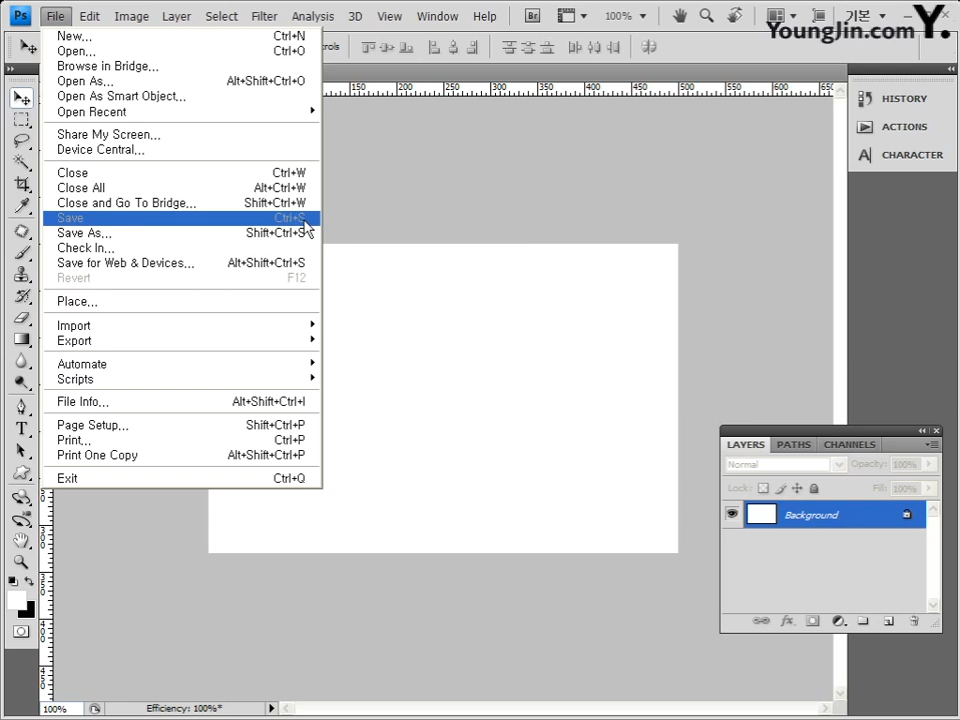 Ps File Edit Image Layer Select Filter Analysis 3D View Window Help Br 100% 기본
YoungJin.com Y.
New... Ctrl+N
Open... Ctrl+O
Browse in Bridge...
Open As... Alt+Shift+Ctrl+O
Open As Smart Object...
Open Recent
Share My Screen...
Device Central...
Close Ctrl+W
Close All Alt+Ctrl+W
Close and Go To Bridge... Shift+Ctrl+W
Save Ctrl+S
Save As... Shift+Ctrl+S
Check In...
Save for Web & Devices... Alt+Shift+Ctrl+S
Revert F12
Place...
Import
Export
Automate
Scripts
File Info... Alt+Shift+Ctrl+I
Page Setup... Shift+Ctrl+P
Print... Ctrl+P
Print One Copy Alt+Shift+Ctrl+P
Exit Ctrl+Q
150 200 250 300 350 400 450 500 550 600 650
HISTORY
ACTIONS
CHARACTER
LAYERS PATHS CHANNELS
Normal Opacity: 100%
Lock: Fill: 100%
Background
fx
100% Efficiency: 100%*